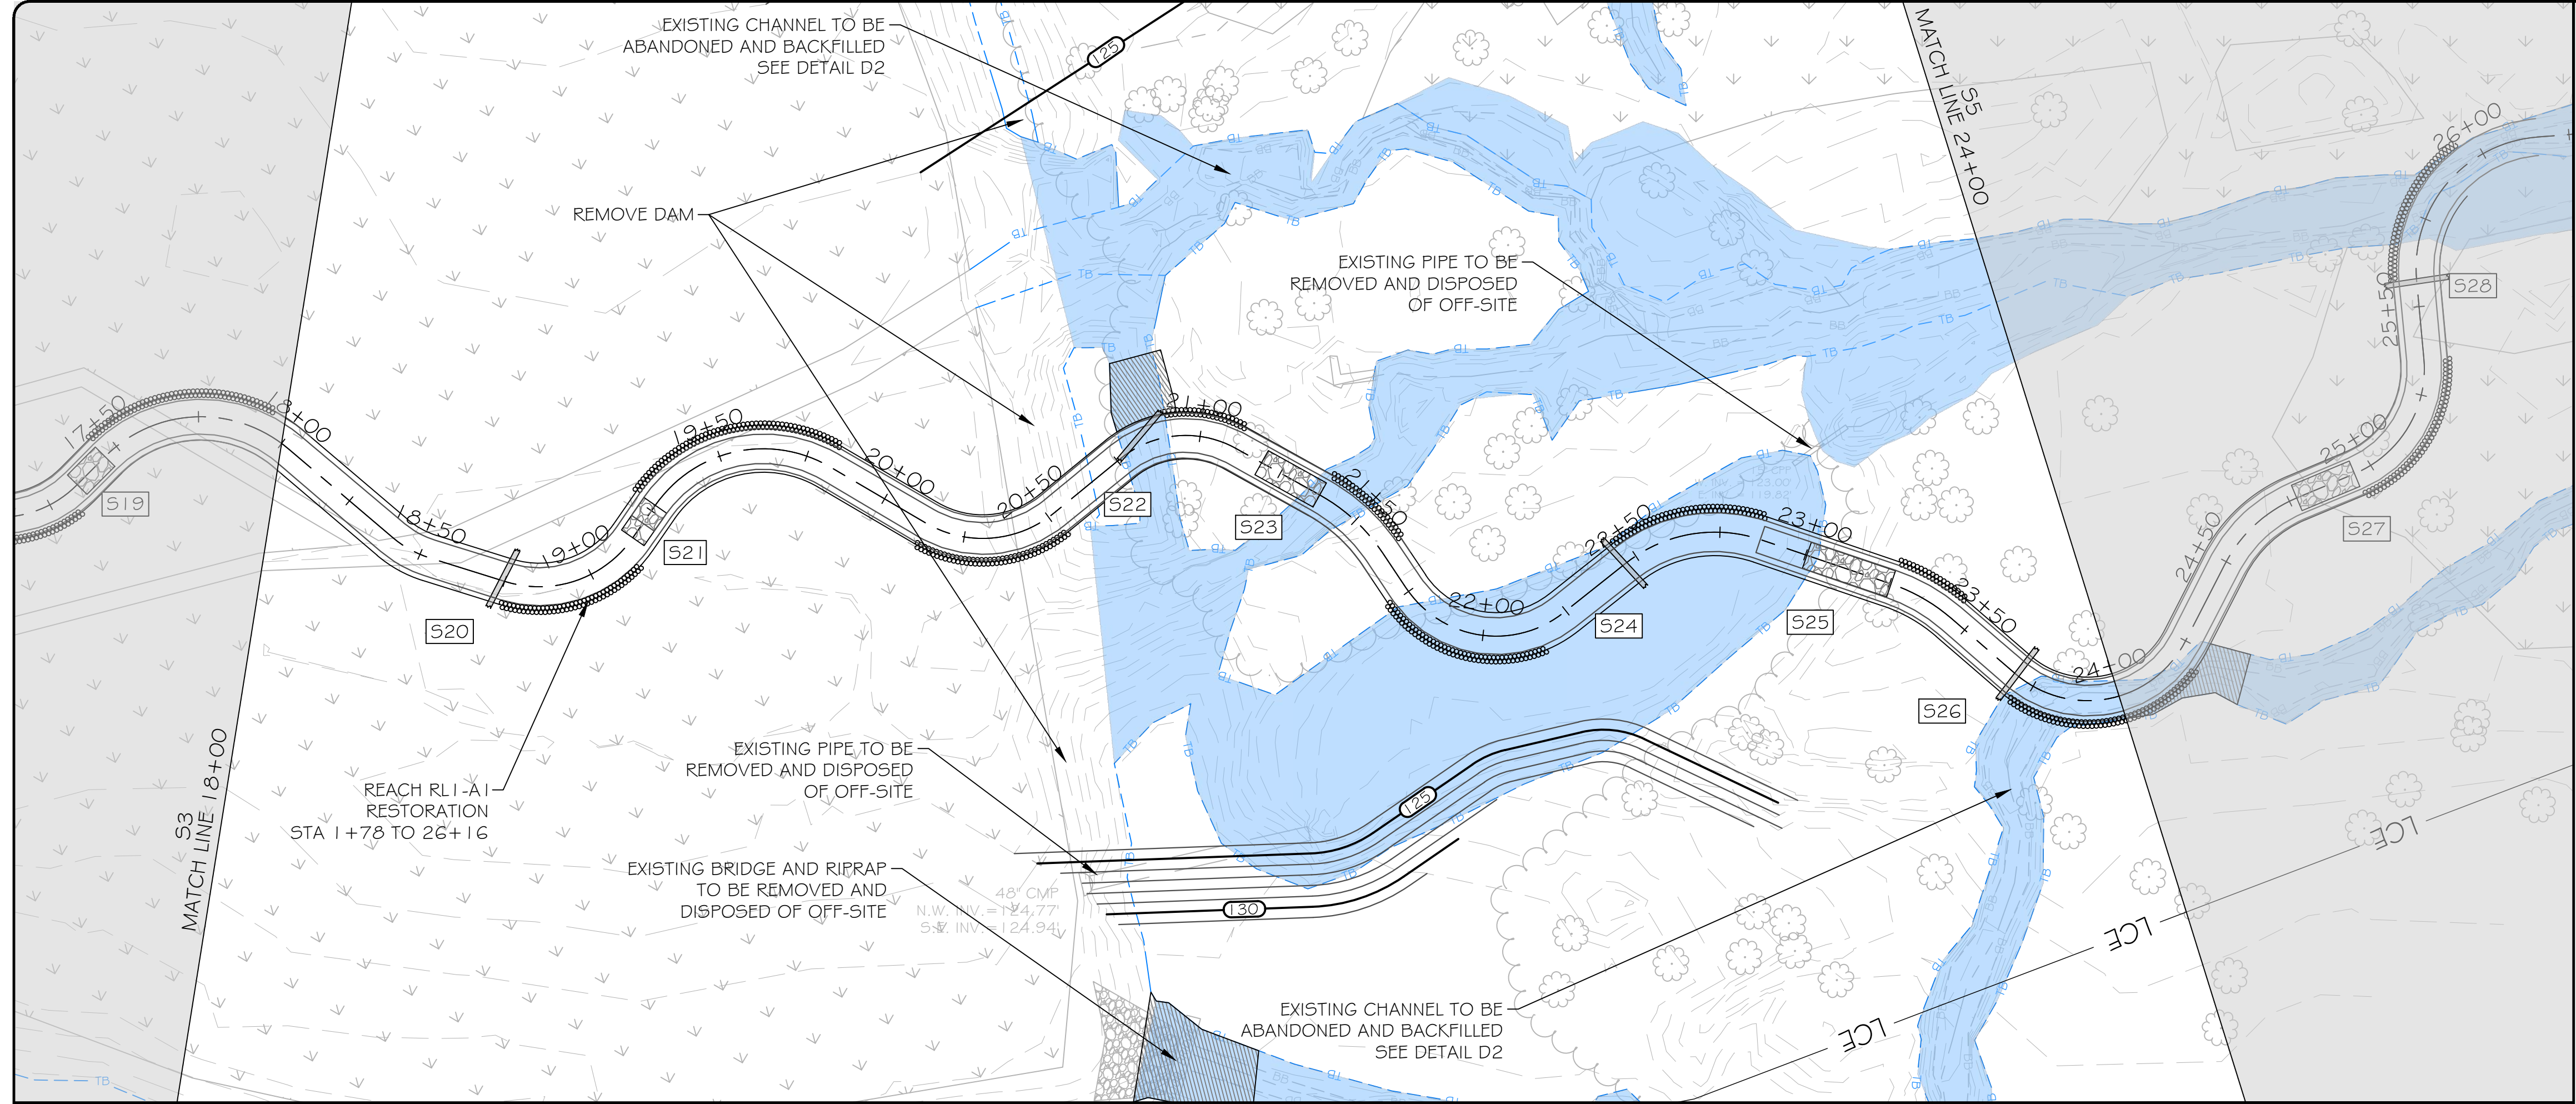 EXISTING CHANNEL TO BE
ABANDONED AND BACKFILLED
SEE DETAIL D2
125
REMOVE DAM
EXISTING PIPE TO BE
REMOVED AND DISPOSED
OF OFF-SITE
S5
MATCH LINE 24+00
26+00
25+50
S28
17+50
18+00
18+50
19+00
19+50
20+00
20+50
21+00
21+50
22+00
22+50
23+00
23+50
24+00
24+50
25+00
S19
S20
S21
S22
S23
S24
S25
S26
S27
REACH RL1-A1
RESTORATION
STA 1+78 TO 26+16
S3
MATCH LINE 18+00
EXISTING PIPE TO BE
REMOVED AND DISPOSED
OF OFF-SITE
125
130
48" CMP
N.W. INV.=124.77'
S.E. INV.=124.94'
EXISTING BRIDGE AND RIPRAP
TO BE REMOVED AND
DISPOSED OF OFF-SITE
EXISTING CHANNEL TO BE
ABANDONED AND BACKFILLED
SEE DETAIL D2
LCE
LCE
LCE
TB
TB
TB
BB
BB